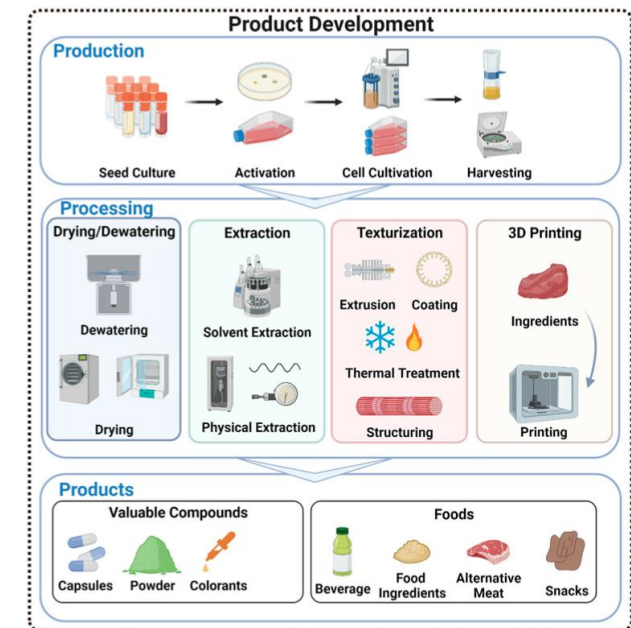 Product Development
Production
Seed Culture
Activation
Cell Cultivation
Harvesting
Processing
Drying/Dewatering
Dewatering
Drying
Extraction
Solvent Extraction
Physical Extraction
Texturization
Extrusion
Coating
Thermal Treatment
Structuring
3D Printing
Ingredients
Printing
Products
Valuable Compounds
Capsules
Powder
Colorants
Foods
Beverage
Food
Ingredients
Alternative
Meat
Snacks